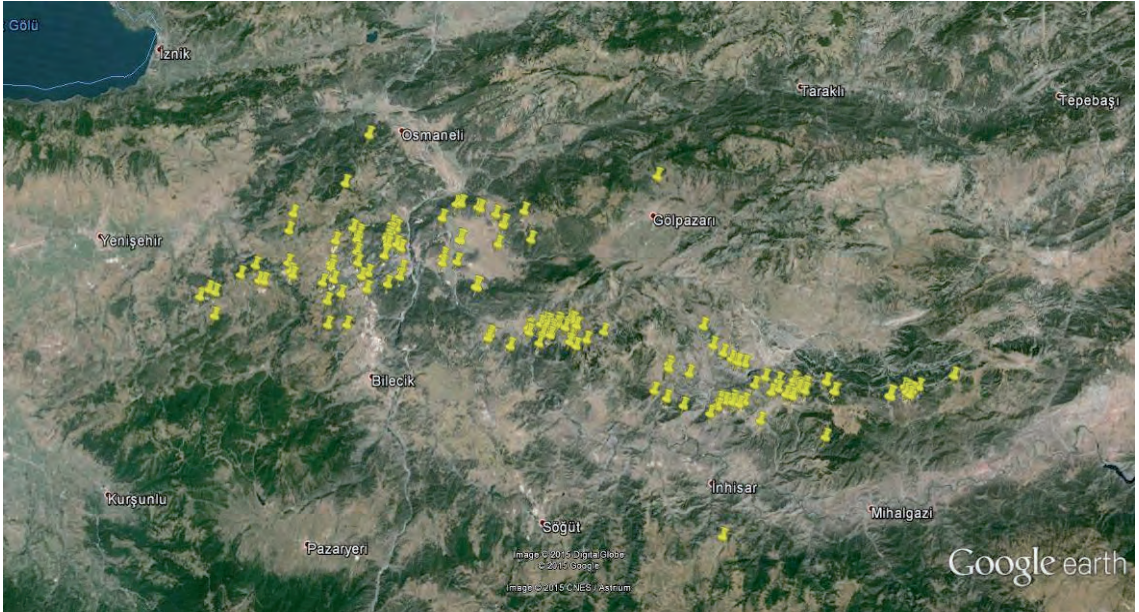 Gölü
İznik
Taraklı
Tepebaşı
Osmaneli
Gölpazarı
Yenişehir
Bilecik
Kurşunlu
İnhisar
Mihalgazi
Söğüt
Pazaryeri
Image © 2015 DigitalGlobe
© 2015 Google
Image © 2015 CNES / Astrium
Google earth